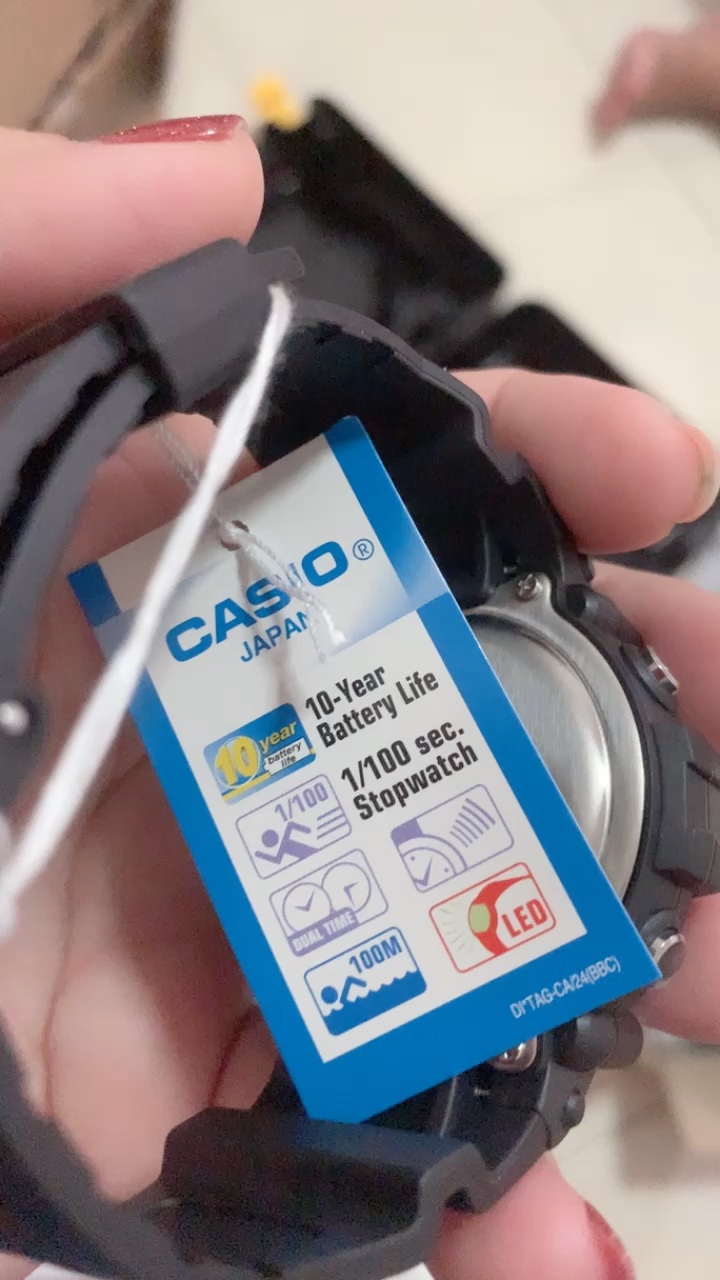 CASIO®
JAPAN
10-Year
Battery Life
10 year
battery
life
1/100 sec.
Stopwatch
1/100
DUAL TIME
LED
100M
DI*TAG-CA/24(BBC)